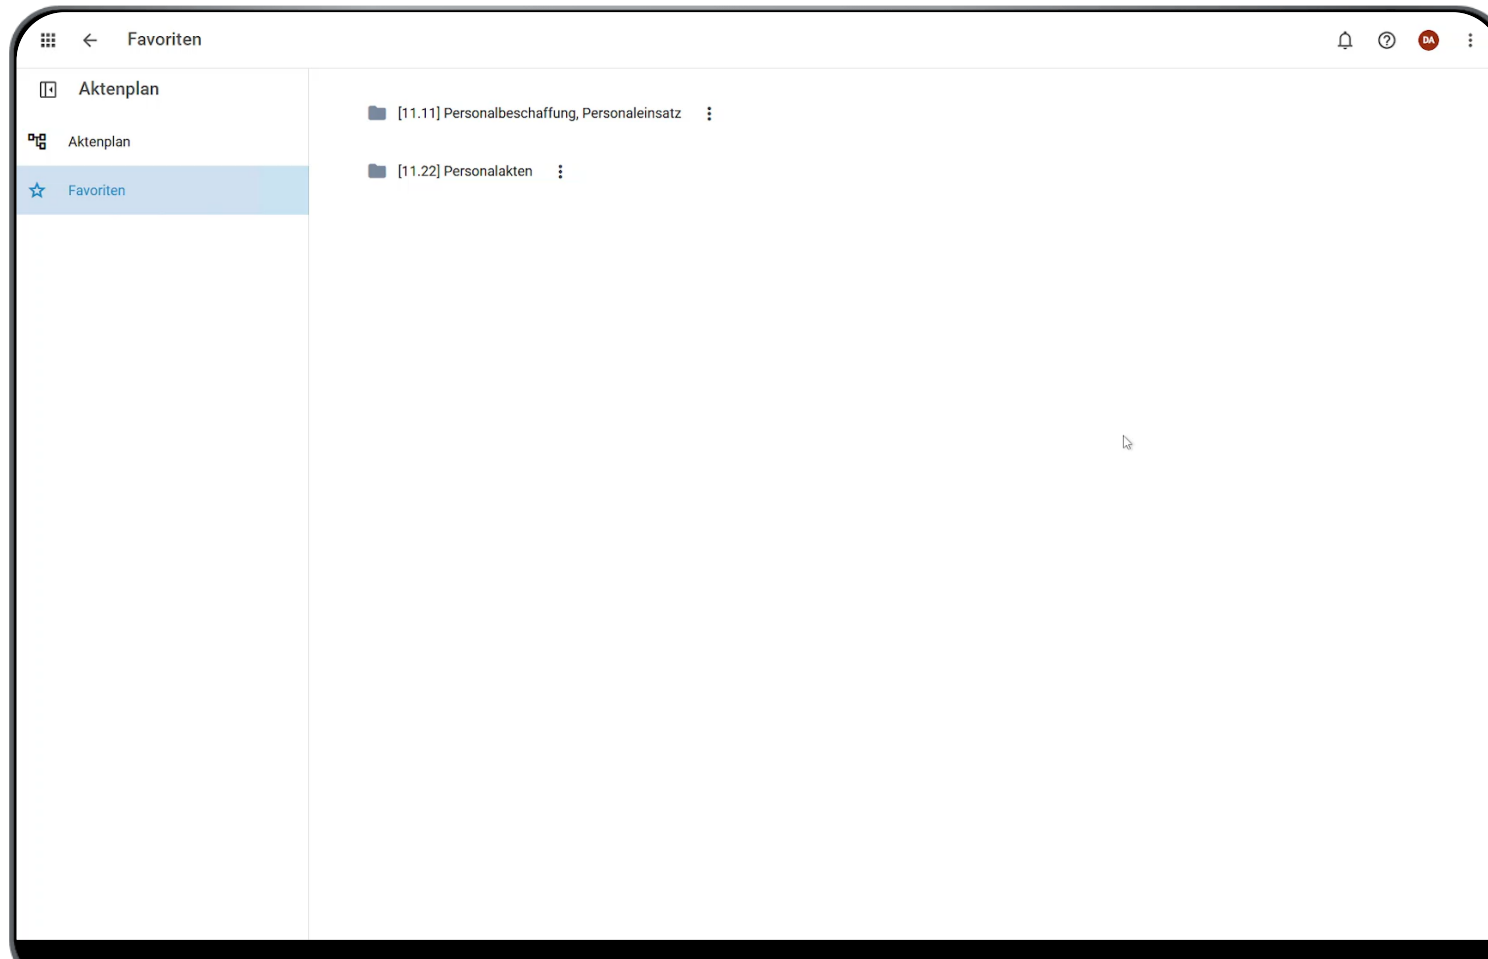 Favoriten
DA
Aktenplan
Aktenplan
Favoriten
[11.11] Personalbeschaffung, Personaleinsatz
[11.22] Personalakten